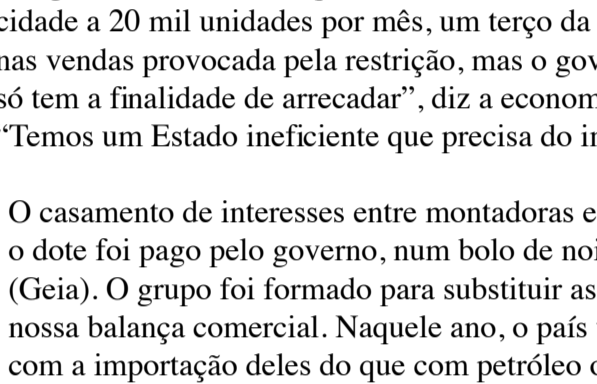 cidade a 20 mil unidades por mês, um terço da
nas vendas provocada pela restrição, mas o gov
só tem a finalidade de arrecadar”, diz a econom
“Temos um Estado ineficiente que precisa do in
O casamento de interesses entre montadoras e
o dote foi pago pelo governo, num bolo de noi
(Geia). O grupo foi formado para substituir as
nossa balança comercial. Naquele ano, o país
com a importação deles do que com petróleo